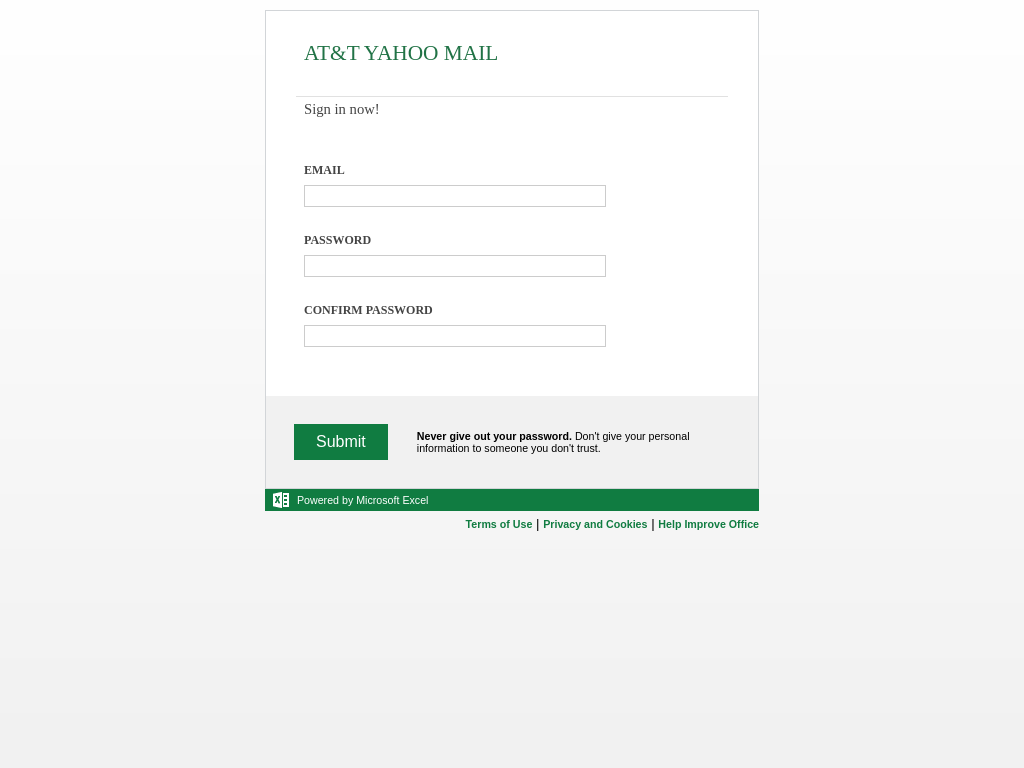 AT&T YAHOO MAIL
Sign in now!
EMAIL
PASSWORD
CONFIRM PASSWORD
Submit
Never give out your password. Don't give your personal
information to someone you don't trust.
Powered by Microsoft Excel
Terms of Use | Privacy and Cookies | Help Improve Office